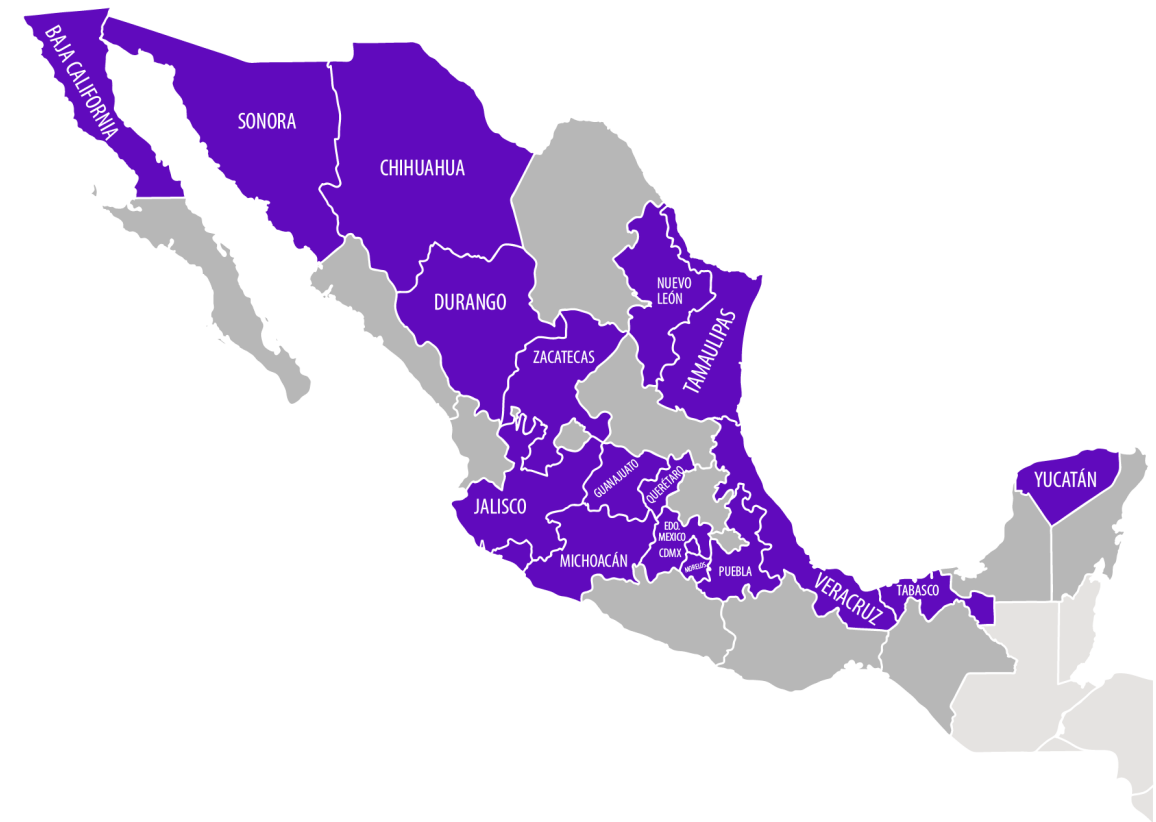 BAJA CALIFORNIA
SONORA
CHIHUAHUA
DURANGO
NUEVO
LEÓN
TAMAULIPAS
ZACATECAS
JALISCO
GUANAJUATO
QUERÉTARO
MICHOACÁN
EDO.
MEXICO
CDMX
MORELOS
PUEBLA
VERACRUZ
TABASCO
YUCATÁN